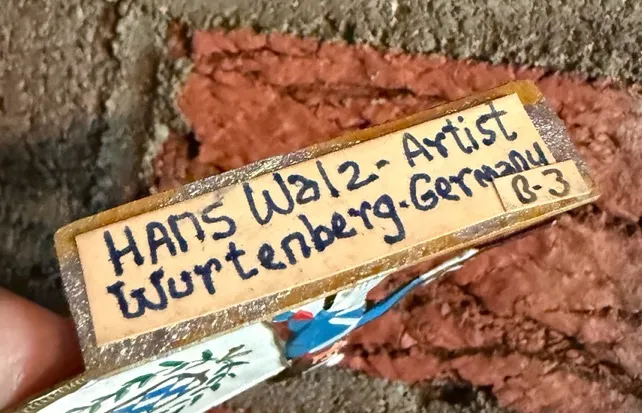 HANS Walz- Artist
Wurtenberg.Germany
B-3